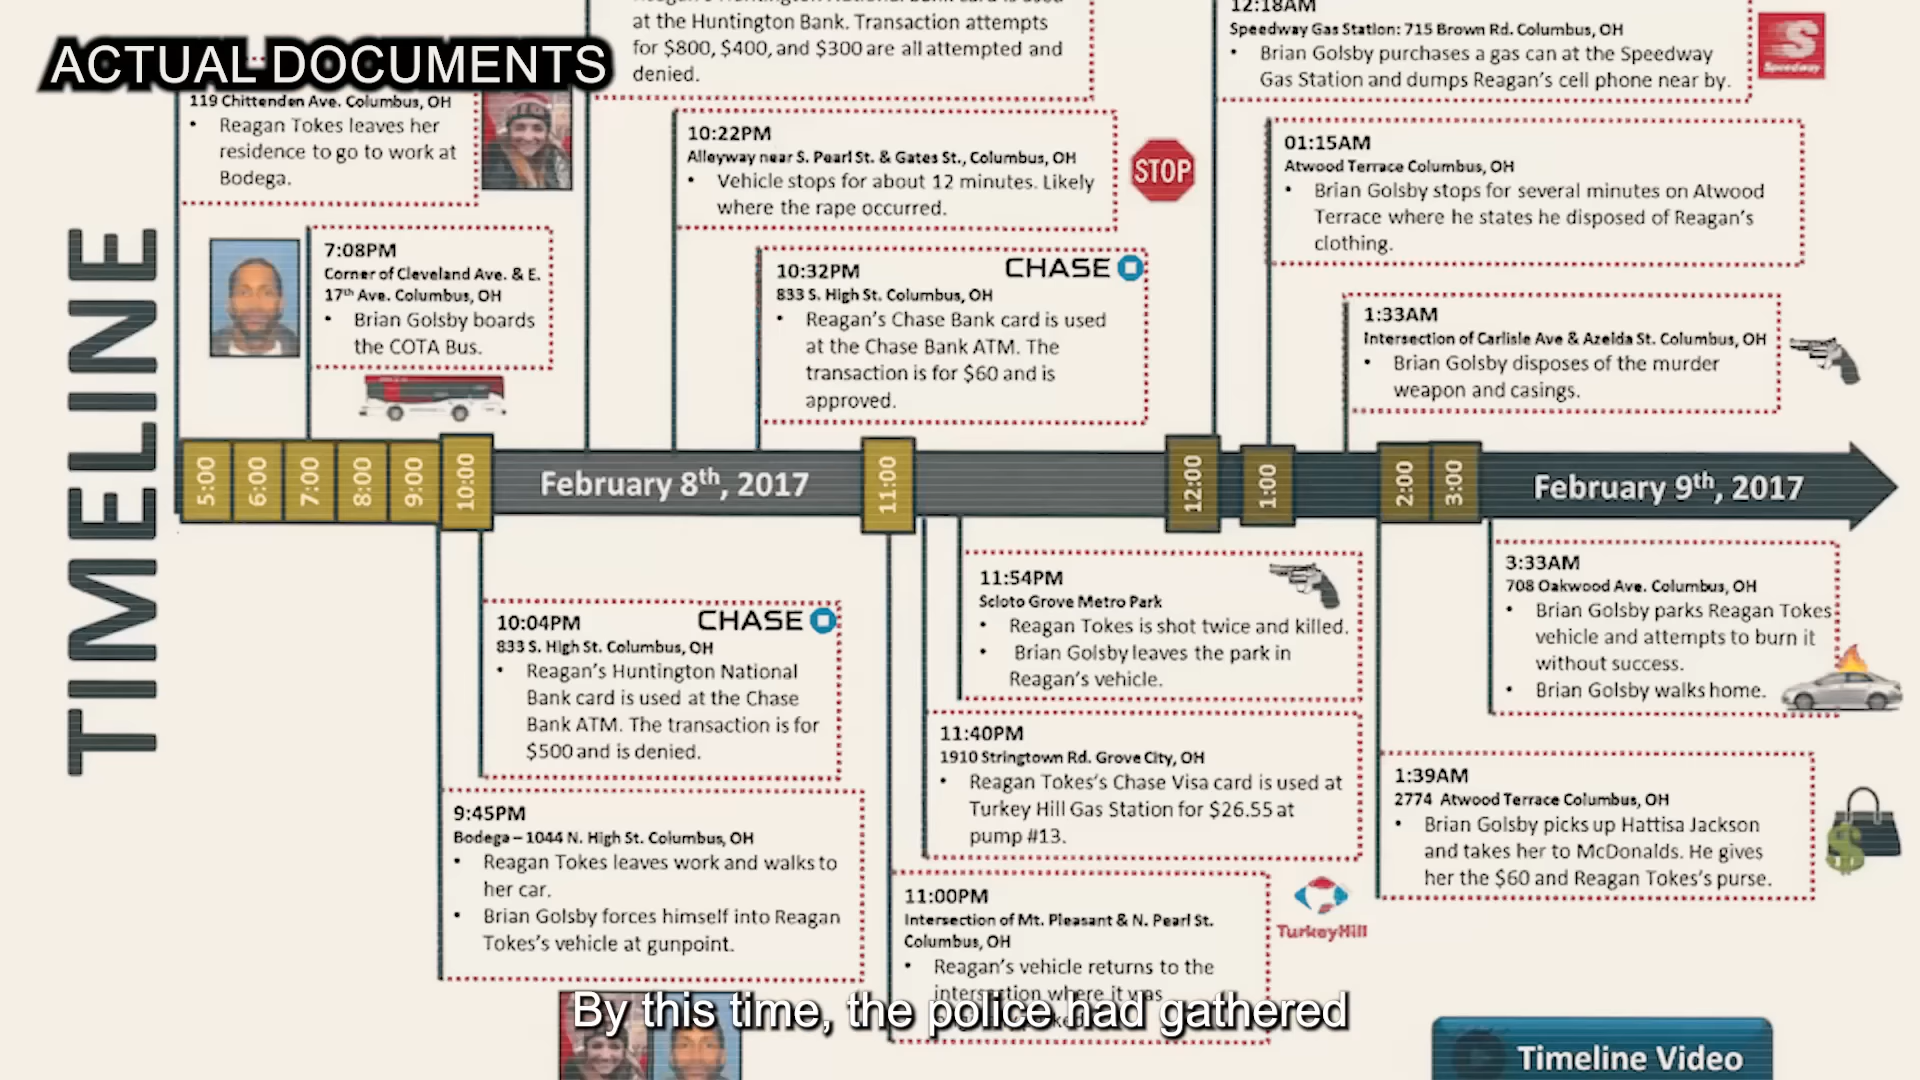 ACTUAL DOCUMENTS
TIMELINE
at the Huntington Bank. Transaction attempts
for $800, $400, and $300 are all attempted and
denied.
12:18AM
Speedway Gas Station: 715 Brown Rd. Columbus, OH
• Brian Golsby purchases a gas can at the Speedway
Gas Station and dumps Reagan's cell phone near by.
Speedway
119 Chittenden Ave. Columbus, OH
• Reagan Tokes leaves her
residence to go to work at
Bodega.
10:22PM
Alleyway near S. Pearl St. & Gates St., Columbus, OH
• Vehicle stops for about 12 minutes. Likely
where the rape occurred.
STOP
01:15AM
Atwood Terrace Columbus, OH
• Brian Golsby stops for several minutes on Atwood
Terrace where he states he disposed of Reagan's
clothing.
7:08PM
Corner of Cleveland Ave. & E.
17th Ave. Columbus, OH
• Brian Golsby boards
the COTA Bus.
10:32PM
CHASE
833 S. High St. Columbus, OH
• Reagan's Chase Bank card is used
at the Chase Bank ATM. The
transaction is for $60 and is
approved.
1:33AM
Intersection of Carlisle Ave & Azelda St. Columbus, OH
• Brian Golsby disposes of the murder
weapon and casings.
5:00
6:00
7:00
8:00
9:00
10:00
February 8th, 2017
11:00
12:00
1:00
2:00
3:00
February 9th, 2017
10:04PM
CHASE
833 S. High St. Columbus, OH
• Reagan's Huntington National
Bank card is used at the Chase
Bank ATM. The transaction is for
$500 and is denied.
11:54PM
Scioto Grove Metro Park
• Reagan Tokes is shot twice and killed.
• Brian Golsby leaves the park in
Reagan's vehicle.
3:33AM
708 Oakwood Ave. Columbus, OH
• Brian Golsby parks Reagan Tokes
vehicle and attempts to burn it
without success.
• Brian Golsby walks home.
11:40PM
1910 Stringtown Rd. Grove City, OH
• Reagan Tokes's Chase Visa card is used at
Turkey Hill Gas Station for $26.55 at
pump #13.
1:39AM
2774 Atwood Terrace Columbus, OH
• Brian Golsby picks up Hattisa Jackson
and takes her to McDonalds. He gives
her the $60 and Reagan Tokes's purse.
9:45PM
Bodega – 1044 N. High St. Columbus, OH
• Reagan Tokes leaves work and walks to
her car.
• Brian Golsby forces himself into Reagan
Tokes's vehicle at gunpoint.
11:00PM
Intersection of Mt. Pleasant & N. Pearl St.
Columbus, OH
• Reagan's vehicle returns to the
intersection where it was
Turkey Hill
By this time, the police had gathered
Timeline Video